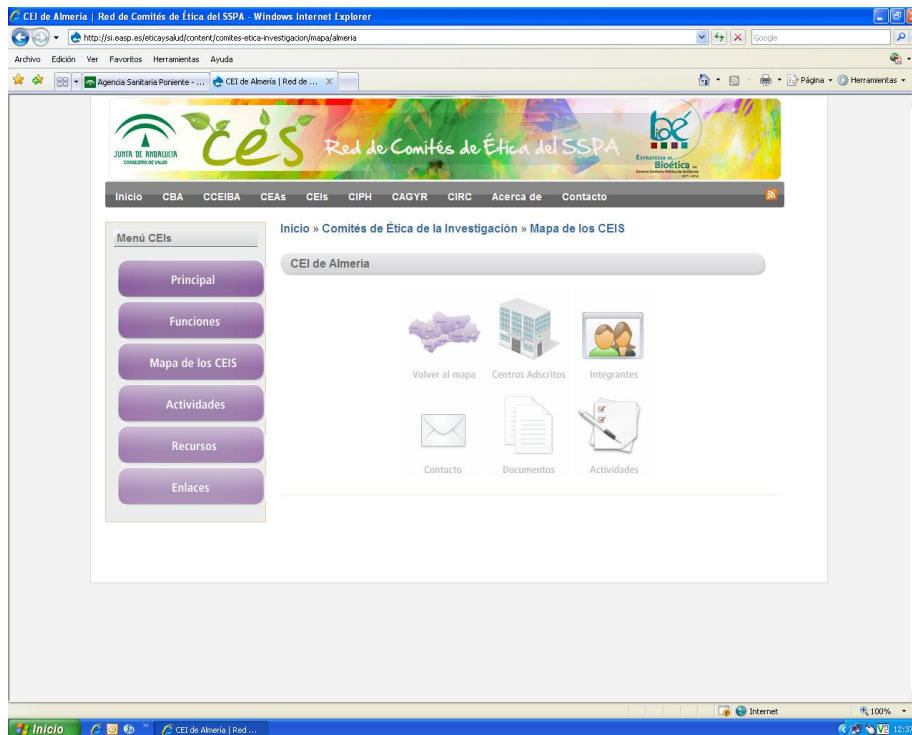 CEI de Almería | Red de Comités de Ética del SSPA - Windows Internet Explorer
http://si.easp.es/eticaysalud/content/comites-etica-investigacion/mapa/almeria
Google
Archivo Edición Ver Favoritos Herramientas Ayuda
Agencia Sanitaria Poniente - ... CEI de Almería | Red de ... Página Herramientas
JUNTA DE ANDALUCIA
CONSEJERIA DE SALUD
ces
Red de Comités de Ética del SSPA
bioé
ESTRATEGIA DE
Bioética
Inicio CBA CCEIBA CEAs CEIs CIPH CAGYR CIRC Acerca de Contacto
Menú CEIs
Principal
Funciones
Mapa de los CEIS
Actividades
Recursos
Enlaces
Inicio » Comités de Ética de la Investigación » Mapa de los CEIS
CEI de Almería
Volver al mapa Centros Adscritos Integrantes
Contacto Documentos Actividades
Internet 100%
Inicio CEI de Almería | Red ... 12:37